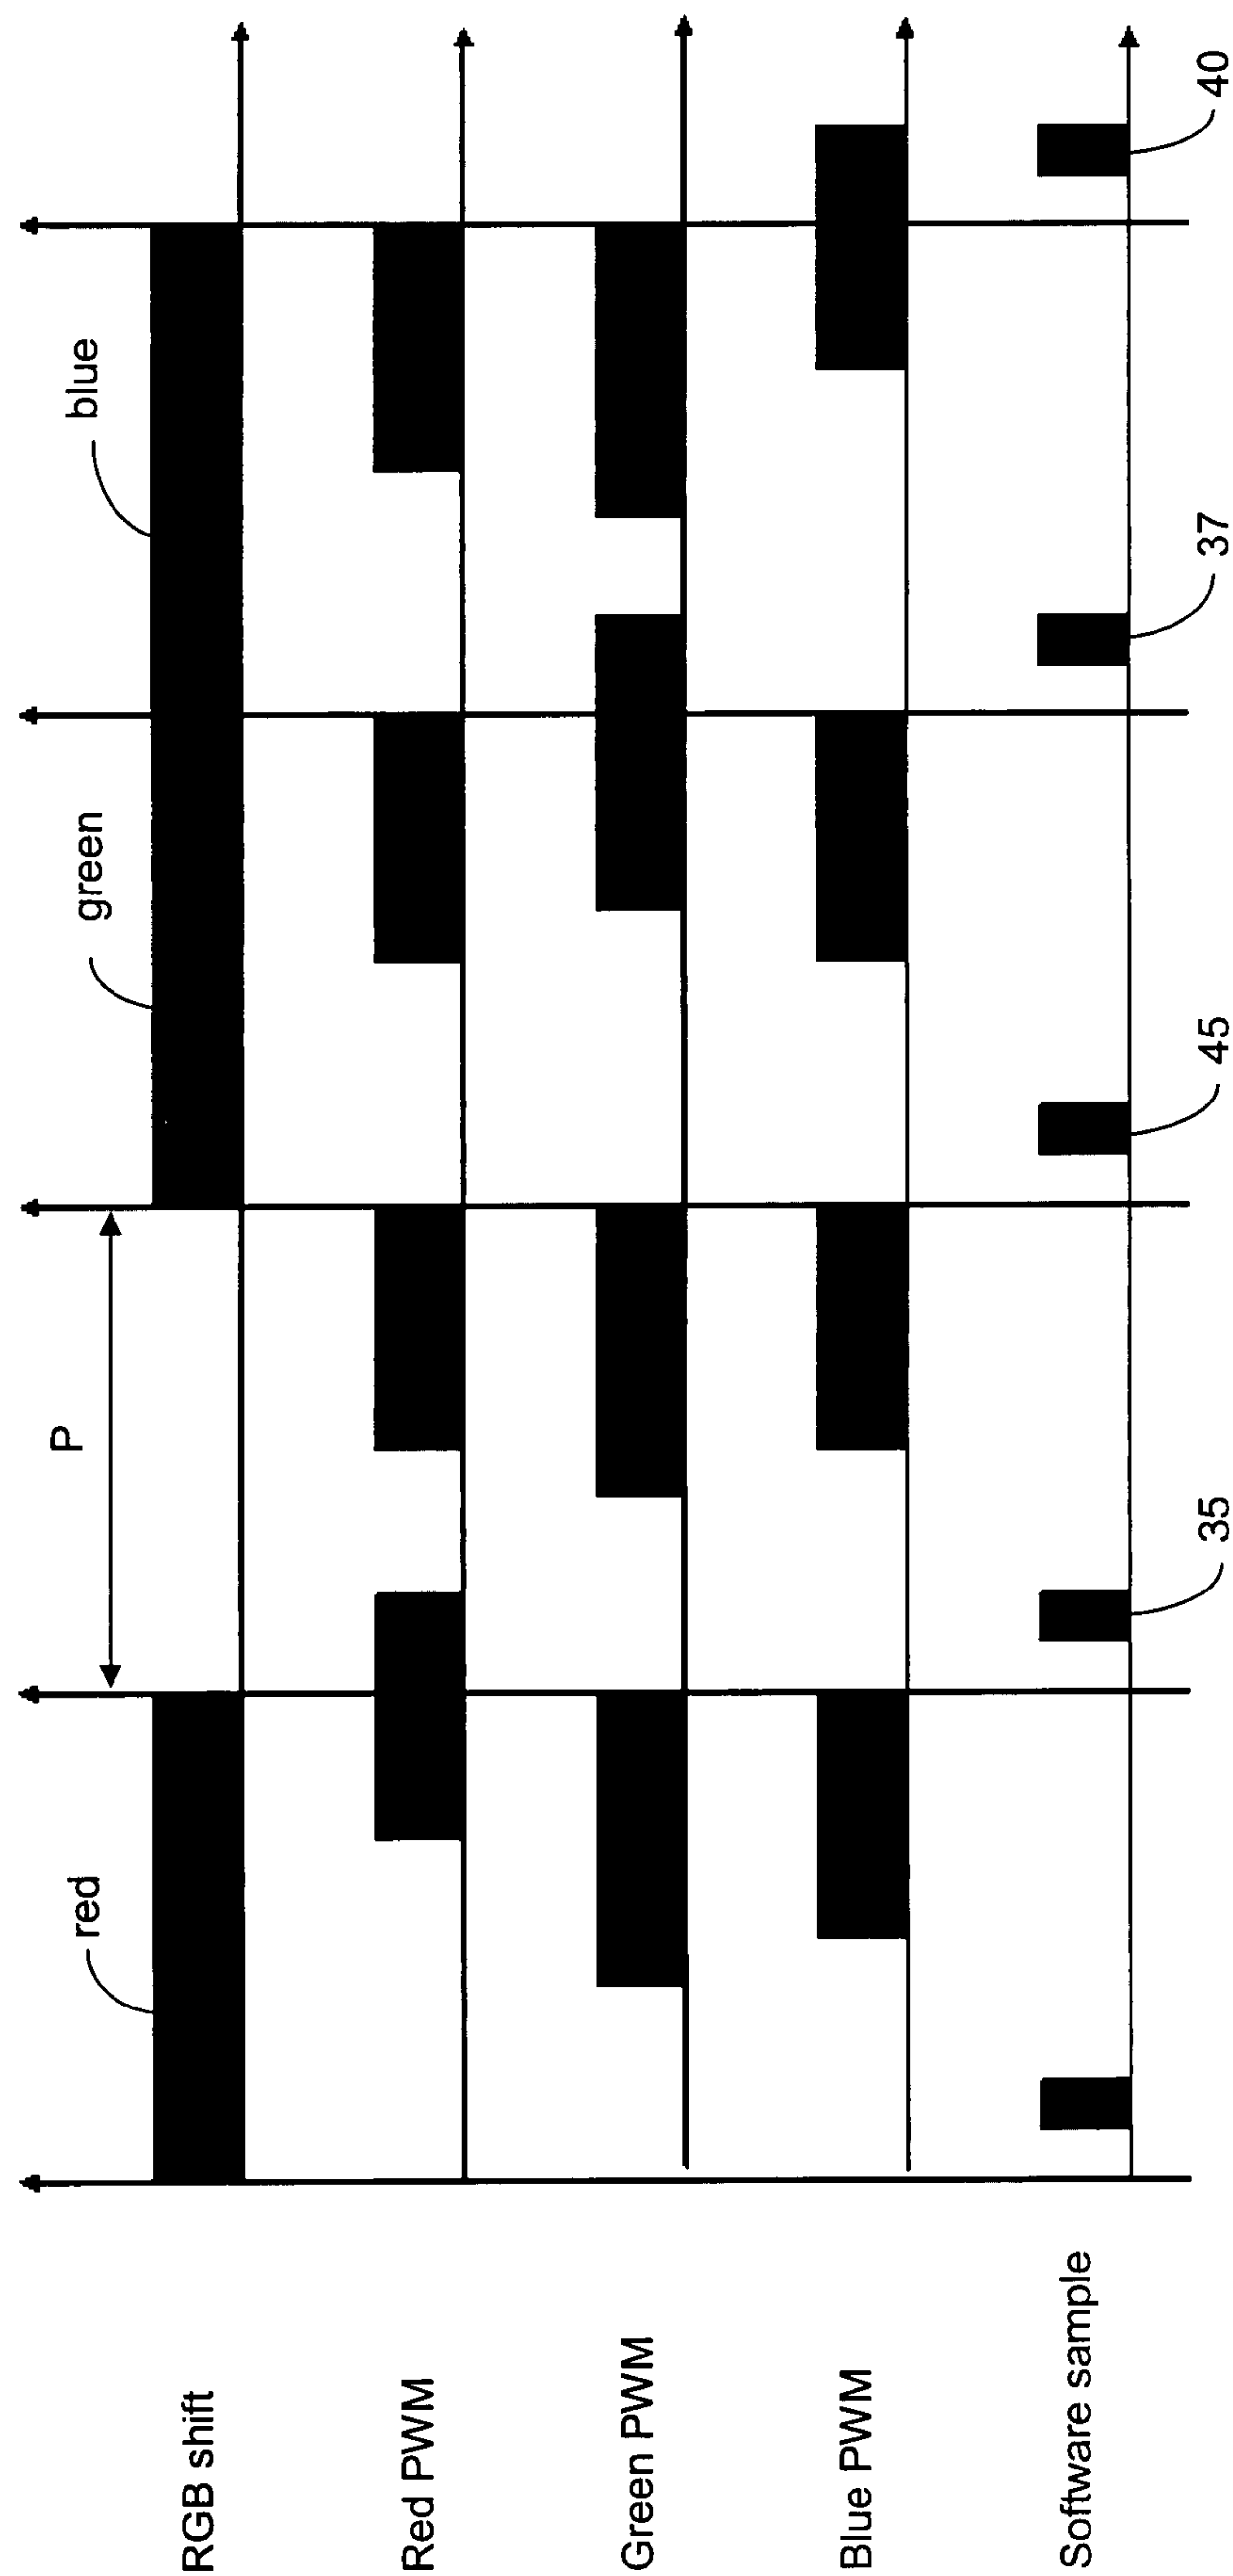 red
P
green
blue
RGB shift
Red PWM
Green PWM
Blue PWM
Software sample
35
45
37
40